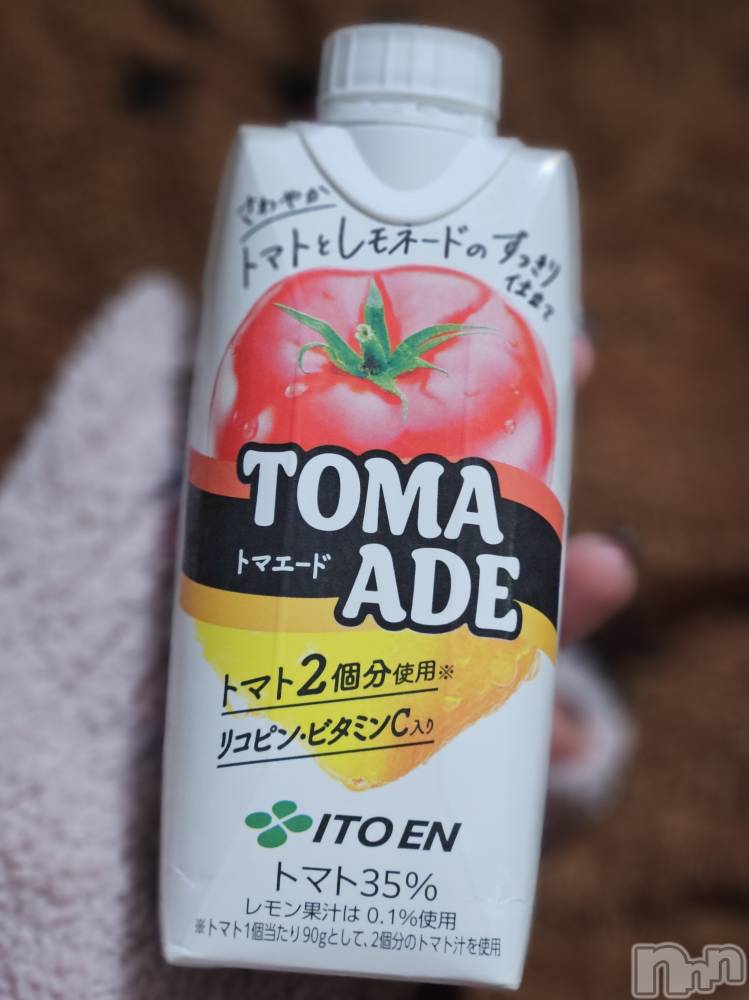 さわやか
トマトとレモネードの すっきり
仕立て
TOMA
トマエード
ADE
トマト2個分使用※
リコピン・ビタミンC入り
ITO EN
トマト35%
レモン果汁は 0.1%使用
※トマト1個当たり90gとして、2個分のトマト汁を使用
nnn